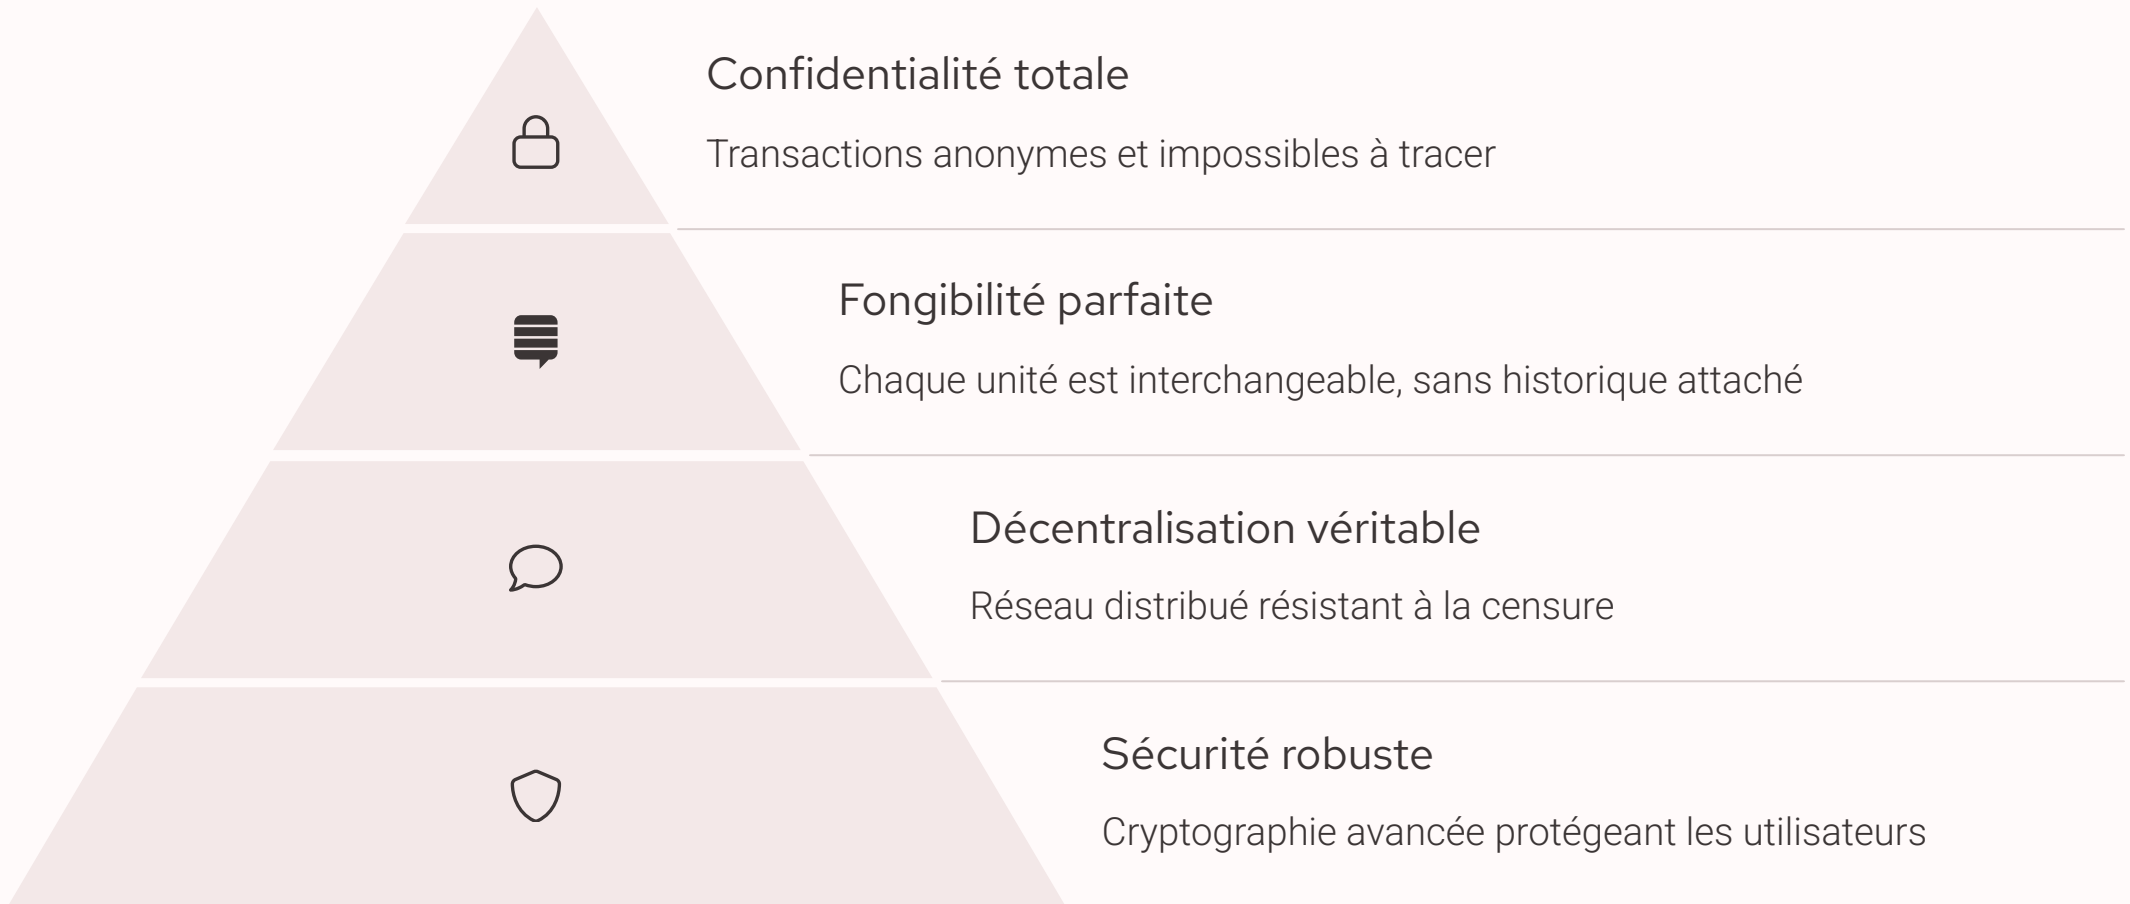 Confidentialité totale
Transactions anonymes et impossibles à tracer
Fongibilité parfaite
Chaque unité est interchangeable, sans historique attaché
Décentralisation véritable
Réseau distribué résistant à la censure
Sécurité robuste
Cryptographie avancée protégeant les utilisateurs